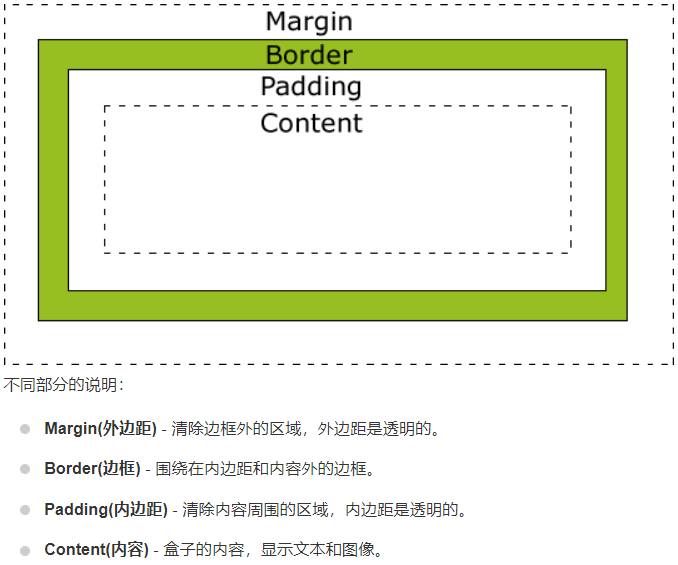 Margin
Border
Padding
Content
不同部分的说明：
Margin(外边距) - 清除边框外的区域，外边距是透明的。
Border(边框) - 围绕在内边距和内容外的边框。
Padding(内边距) - 清除内容周围的区域，内边距是透明的。
Content(内容) - 盒子的内容，显示文本和图像。